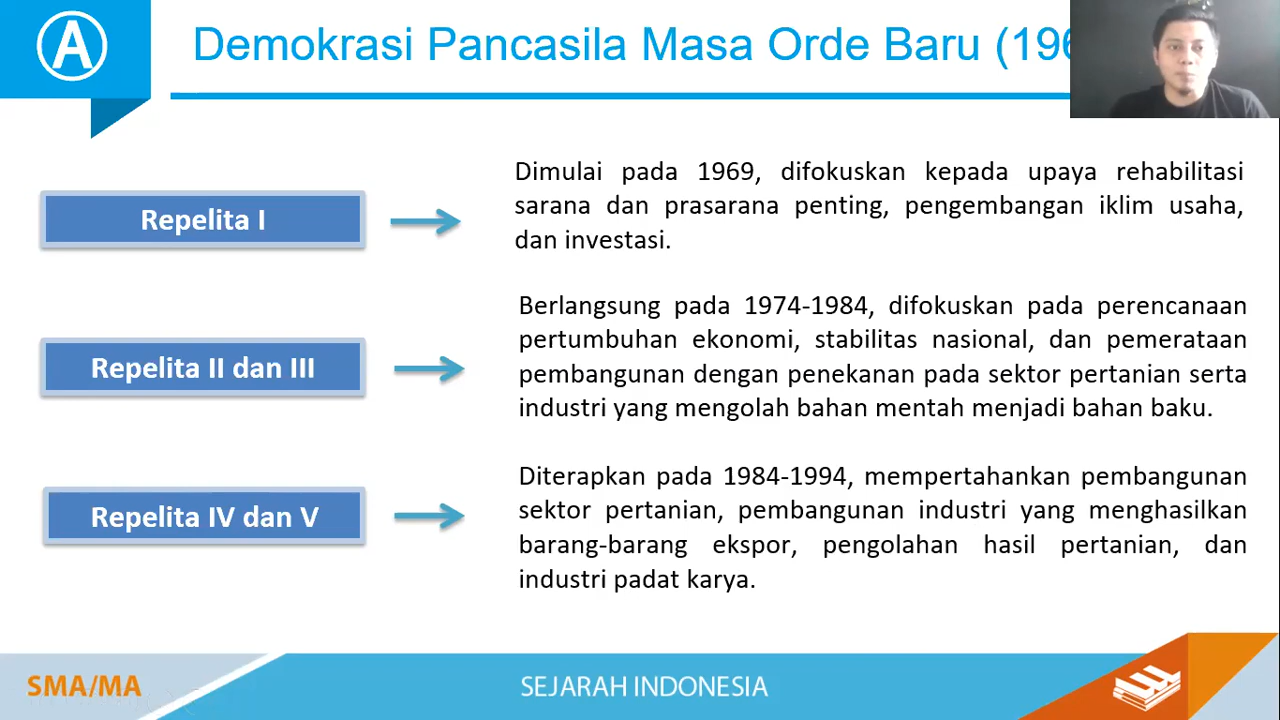 A
Demokrasi Pancasila Masa Orde Baru (196
Repelita I
Dimulai pada 1969, difokuskan kepada upaya rehabilitasi
sarana dan prasarana penting, pengembangan iklim usaha,
dan investasi.
Repelita II dan III
Berlangsung pada 1974-1984, difokuskan pada perencanaan
pertumbuhan ekonomi, stabilitas nasional, dan pemerataan
pembangunan dengan penekanan pada sektor pertanian serta
industri yang mengolah bahan mentah menjadi bahan baku.
Repelita IV dan V
Diterapkan pada 1984-1994, mempertahankan pembangunan
sektor pertanian, pembangunan industri yang menghasilkan
barang-barang ekspor, pengolahan hasil pertanian, dan
industri padat karya.
SMA/MA
SEJARAH INDONESIA